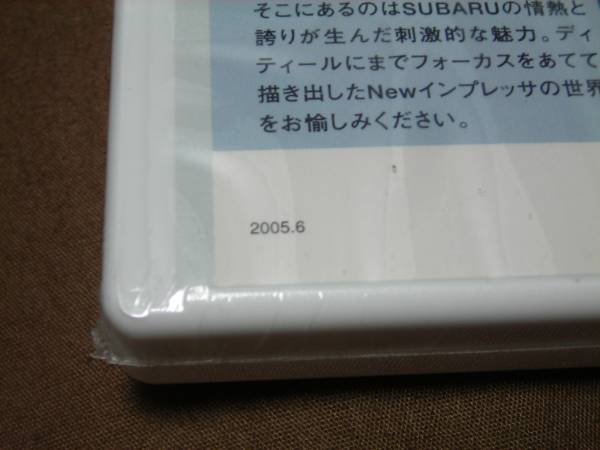 そこにあるのはSUBARUの情熱と
誇りが生んだ刺激的な魅力。ディ
ティールにまでフォーカスをあてて
描き出したNewインプレッサの世界
をお愉しみください。
2005.6